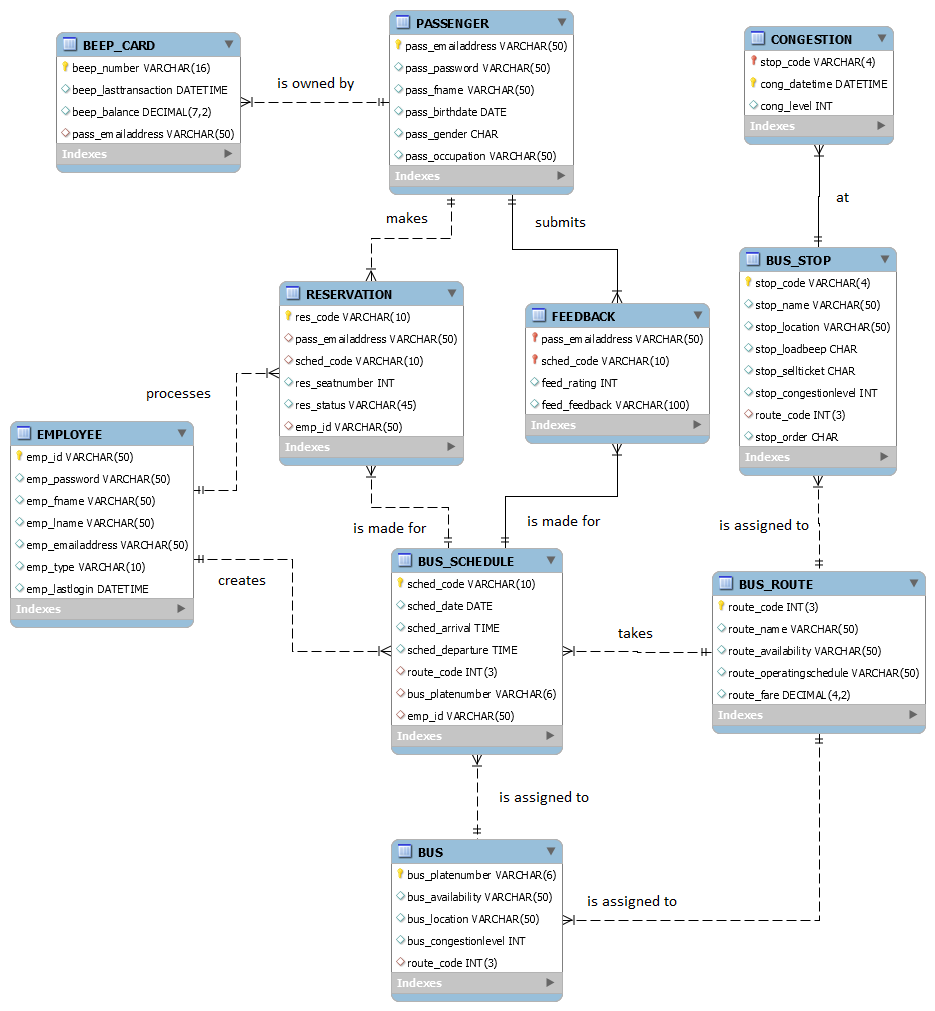 BEEP_CARD
beep_number VARCHAR(16)
beep_lasttransaction DATETIME
beep_balance DECIMAL(7,2)
pass_emailaddress VARCHAR(50)
Indexes
is owned by
PASSENGER
pass_emailaddress VARCHAR(50)
pass_password VARCHAR(50)
pass_fname VARCHAR(50)
pass_birthdate DATE
pass_gender CHAR
pass_occupation VARCHAR(50)
Indexes
CONGESTION
stop_code VARCHAR(4)
cong_datetime DATETIME
cong_level INT
Indexes
makes
submits
at
RESERVATION
res_code VARCHAR(10)
pass_emailaddress VARCHAR(50)
sched_code VARCHAR(10)
res_seatnumber INT
res_status VARCHAR(45)
emp_id VARCHAR(50)
Indexes
FEEDBACK
pass_emailaddress VARCHAR(50)
sched_code VARCHAR(10)
feed_rating INT
feed_feedback VARCHAR(100)
Indexes
BUS_STOP
stop_code VARCHAR(4)
stop_name VARCHAR(50)
stop_location VARCHAR(50)
stop_loadbeep CHAR
stop_sellticket CHAR
stop_congestionlevel INT
route_code INT(3)
stop_order CHAR
Indexes
processes
EMPLOYEE
emp_id VARCHAR(50)
emp_password VARCHAR(50)
emp_fname VARCHAR(50)
emp_lname VARCHAR(50)
emp_emailaddress VARCHAR(50)
emp_type VARCHAR(10)
emp_lastlogin DATETIME
Indexes
is made for
is made for
is assigned to
creates
BUS_SCHEDULE
sched_code VARCHAR(10)
sched_date DATE
sched_arrival TIME
sched_departure TIME
route_code INT(3)
bus_platenumber VARCHAR(6)
emp_id VARCHAR(50)
Indexes
takes
BUS_ROUTE
route_code INT(3)
route_name VARCHAR(50)
route_availability VARCHAR(50)
route_operatingschedule VARCHAR(50)
route_fare DECIMAL(4,2)
Indexes
is assigned to
BUS
bus_platenumber VARCHAR(6)
bus_availability VARCHAR(50)
bus_location VARCHAR(50)
bus_congestionlevel INT
route_code INT(3)
Indexes
is assigned to